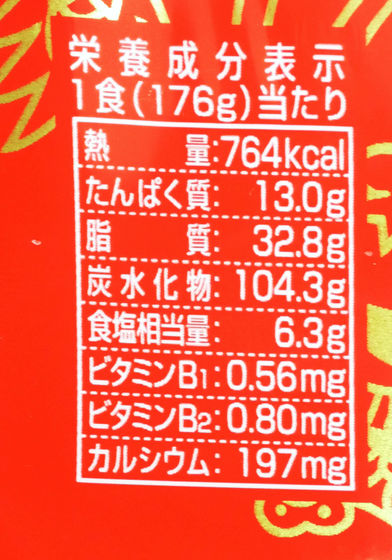 栄養成分表示
1食(176g)当たり
熱量:764kcal
たんぱく質:13.0g
脂質:32.8g
炭水化物:104.3g
食塩相当量:6.3g
ビタミンB1:0.56mg
ビタミンB2:0.80mg
カルシウム:197mg